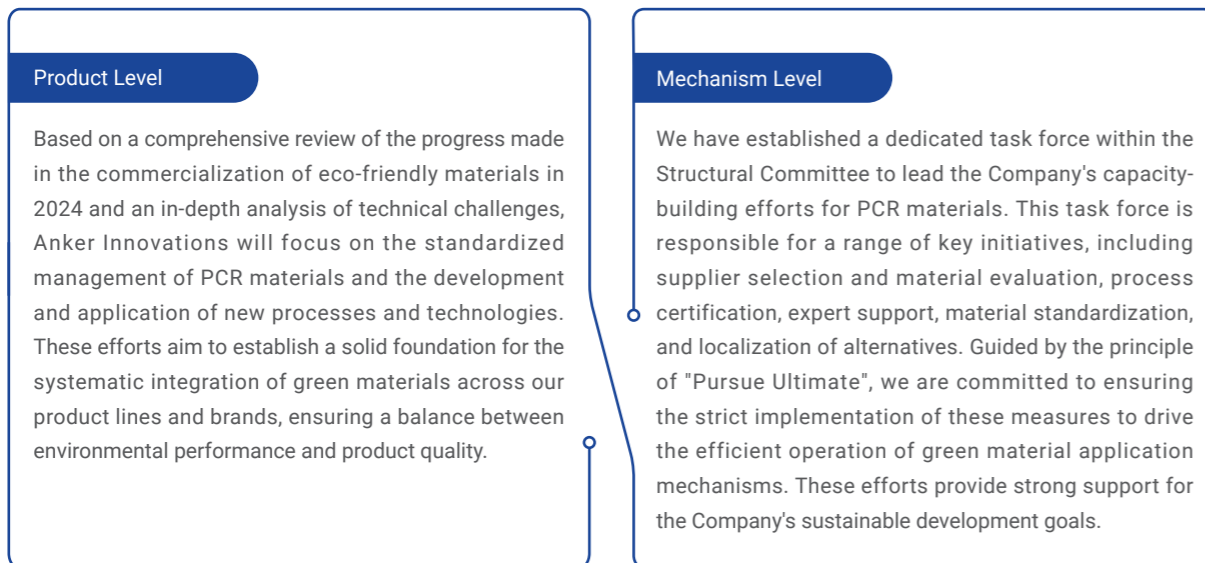 Product Level
Based on a comprehensive review of the progress made
in the commercialization of eco-friendly materials in
2024 and an in-depth analysis of technical challenges,
Anker Innovations will focus on the standardized
management of PCR materials and the development
and application of new processes and technologies.
These efforts aim to establish a solid foundation for the
systematic integration of green materials across our
product lines and brands, ensuring a balance between
environmental performance and product quality.
Mechanism Level
We have established a dedicated task force within the
Structural Committee to lead the Company's capacity-
building efforts for PCR materials. This task force is
responsible for a range of key initiatives, including
supplier selection and material evaluation, process
certification, expert support, material standardization,
and localization of alternatives. Guided by the principle
of "Pursue Ultimate", we are committed to ensuring
the strict implementation of these measures to drive
the efficient operation of green material application
mechanisms. These efforts provide strong support for
the Company's sustainable development goals.